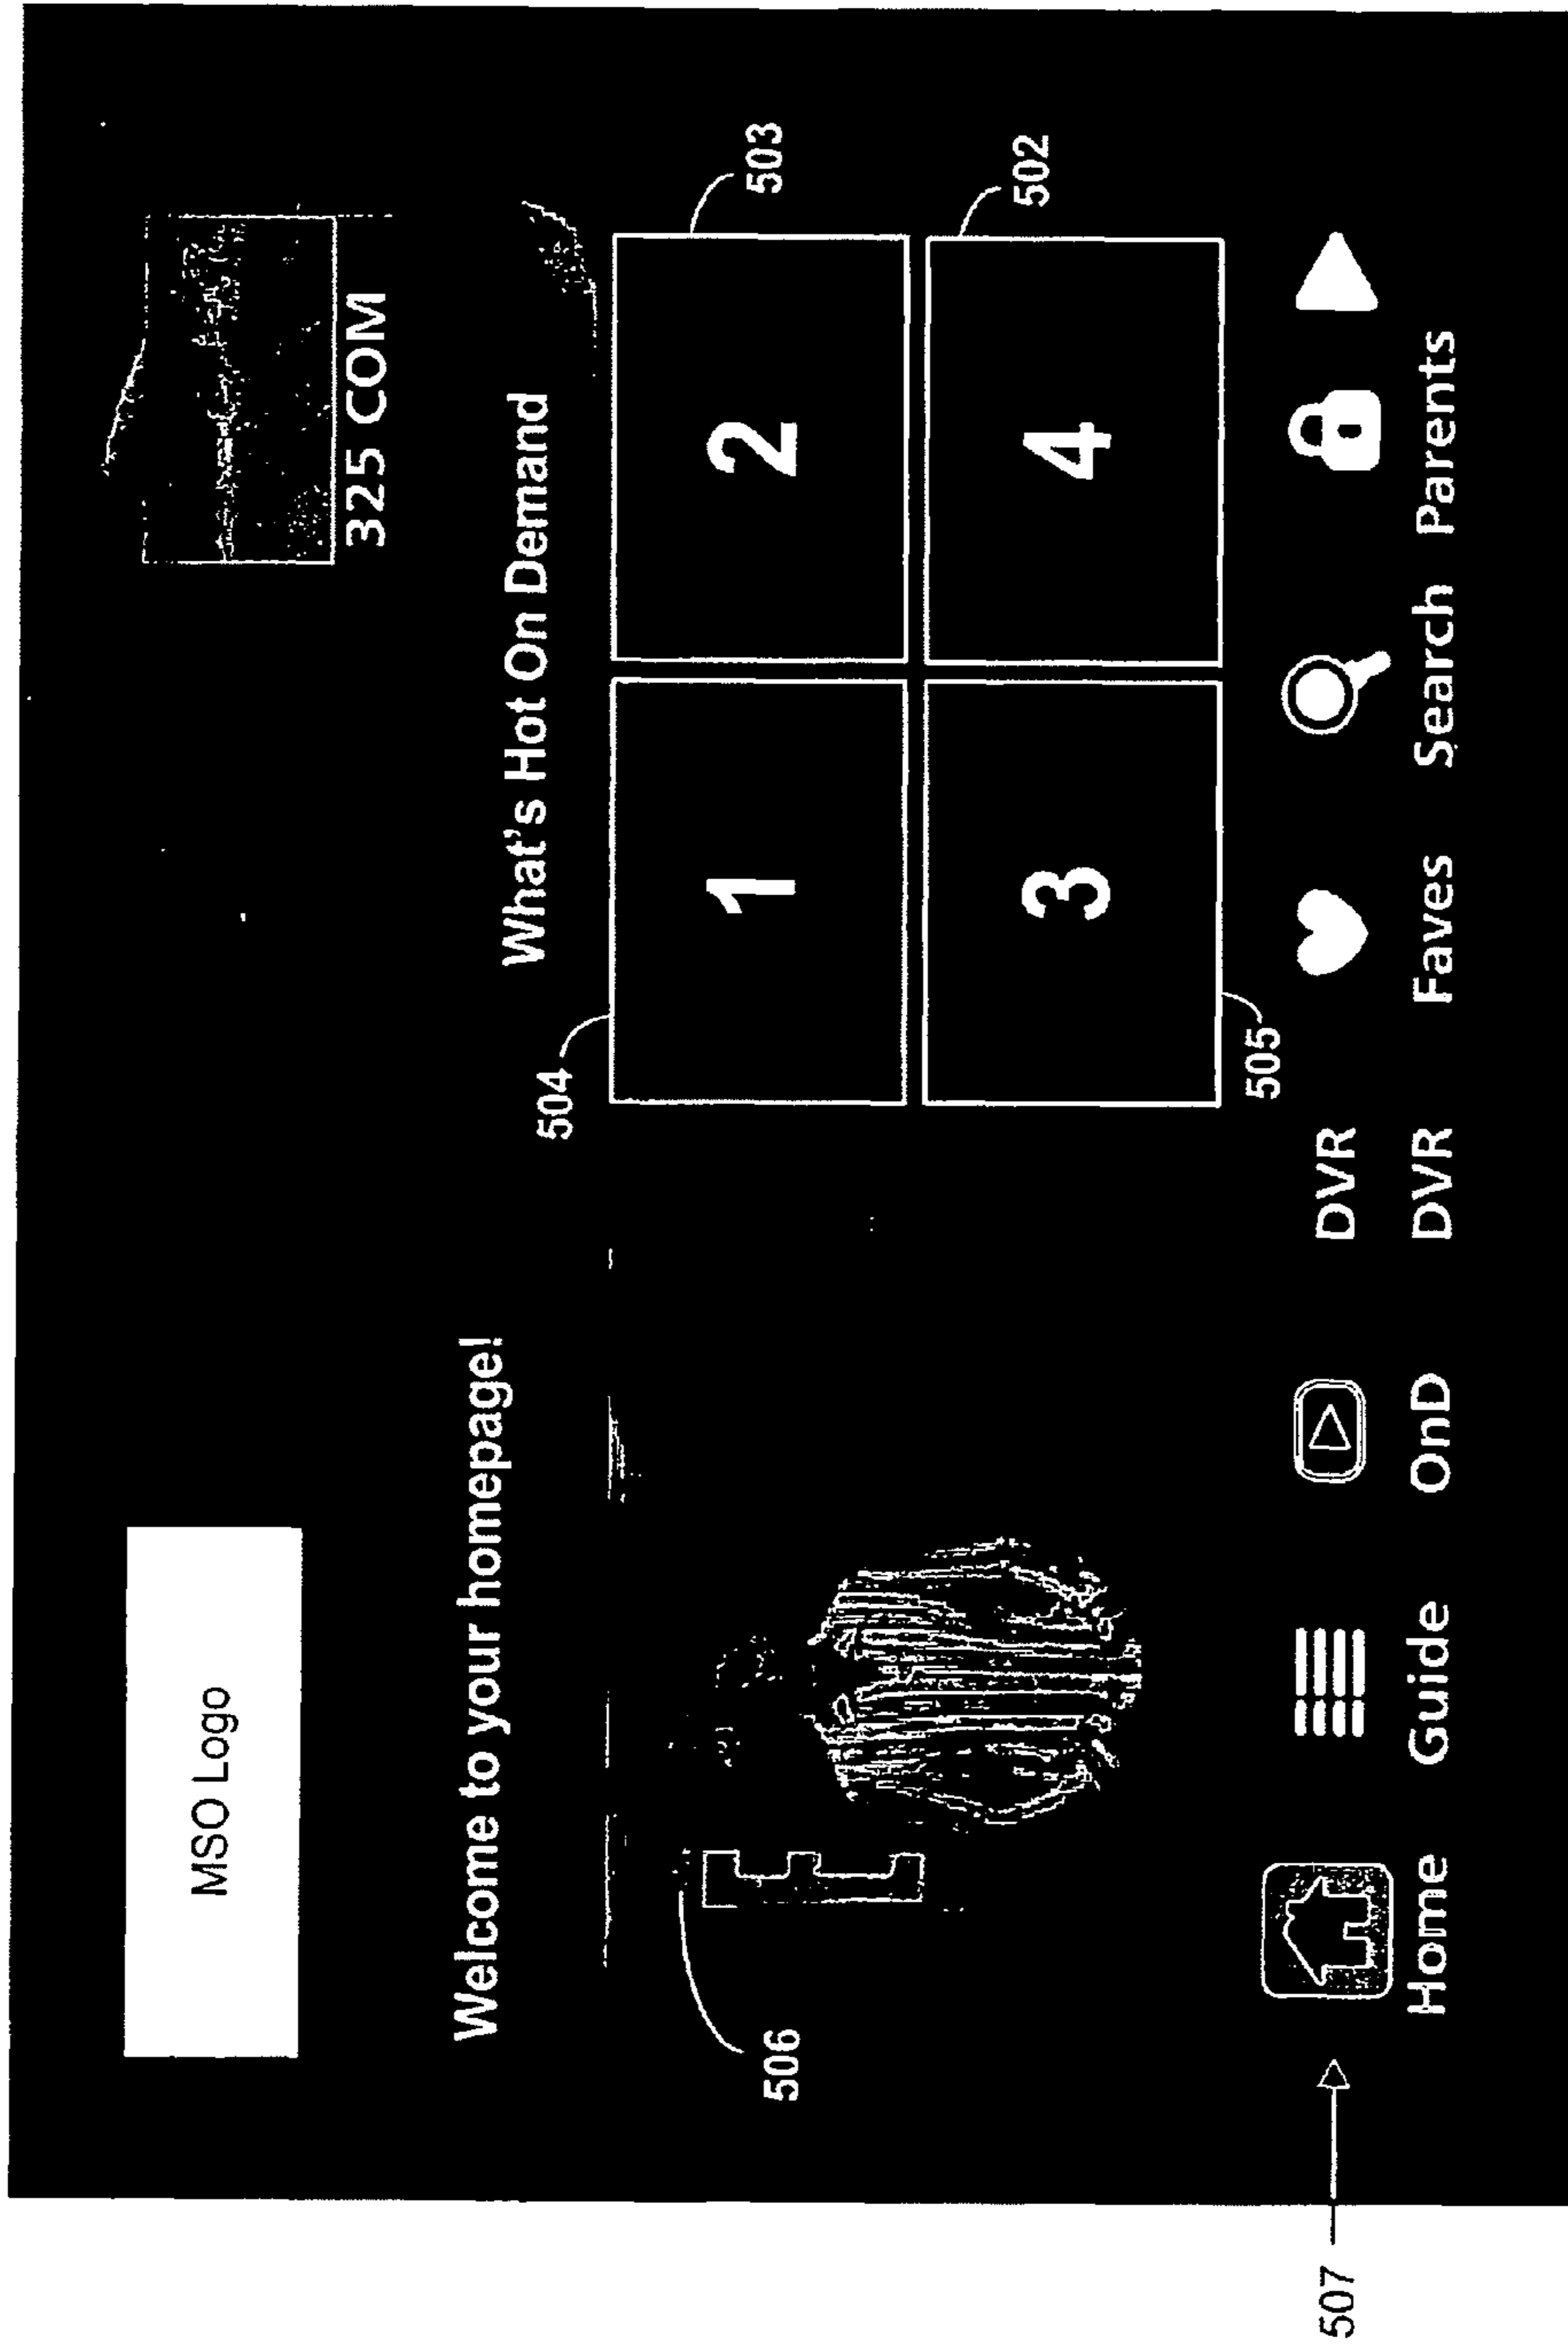 MSO Logo
325 COM
Welcome to your homepage!
What's Hot On Demand
504
503
1
2
506
3
4
502
505
507
DVR
Home
Guide
OnD
DVR
Faves
Search
Parents